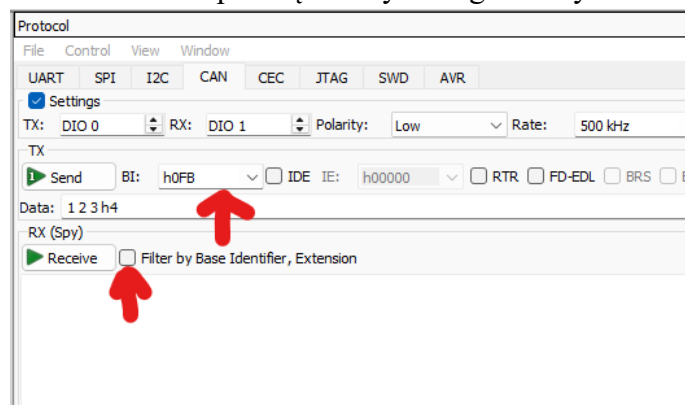 Protocol
File Control View Window
UART SPI I2C CAN CEC JTAG SWD AVR
Settings
TX: DIO 0 RX: DIO 1 Polarity: Low Rate: 500 kHz
TX
Send BI: h0FB IDE IE: h00000 RTR FD-EDL BRS
Data: 1 2 3 h4
RX (Spy)
Receive Filter by Base Identifier, Extension